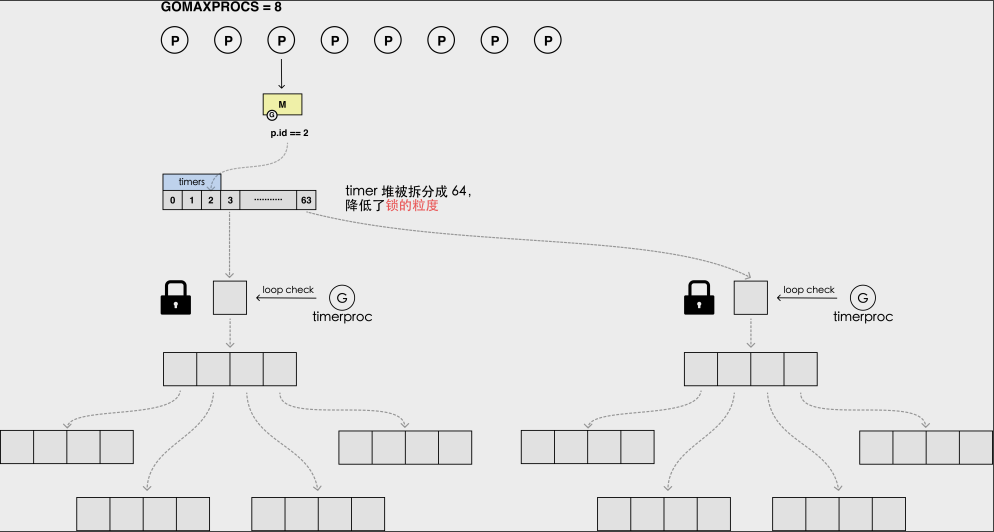 GOMAXPROCS = 8
P P P P P P P P
M
G
p.id == 2
timers
0 1 2 3 ··········· 63
timer 堆被拆分成 64，
降低了锁的粒度
loop check
G
timerproc
loop check
G
timerproc